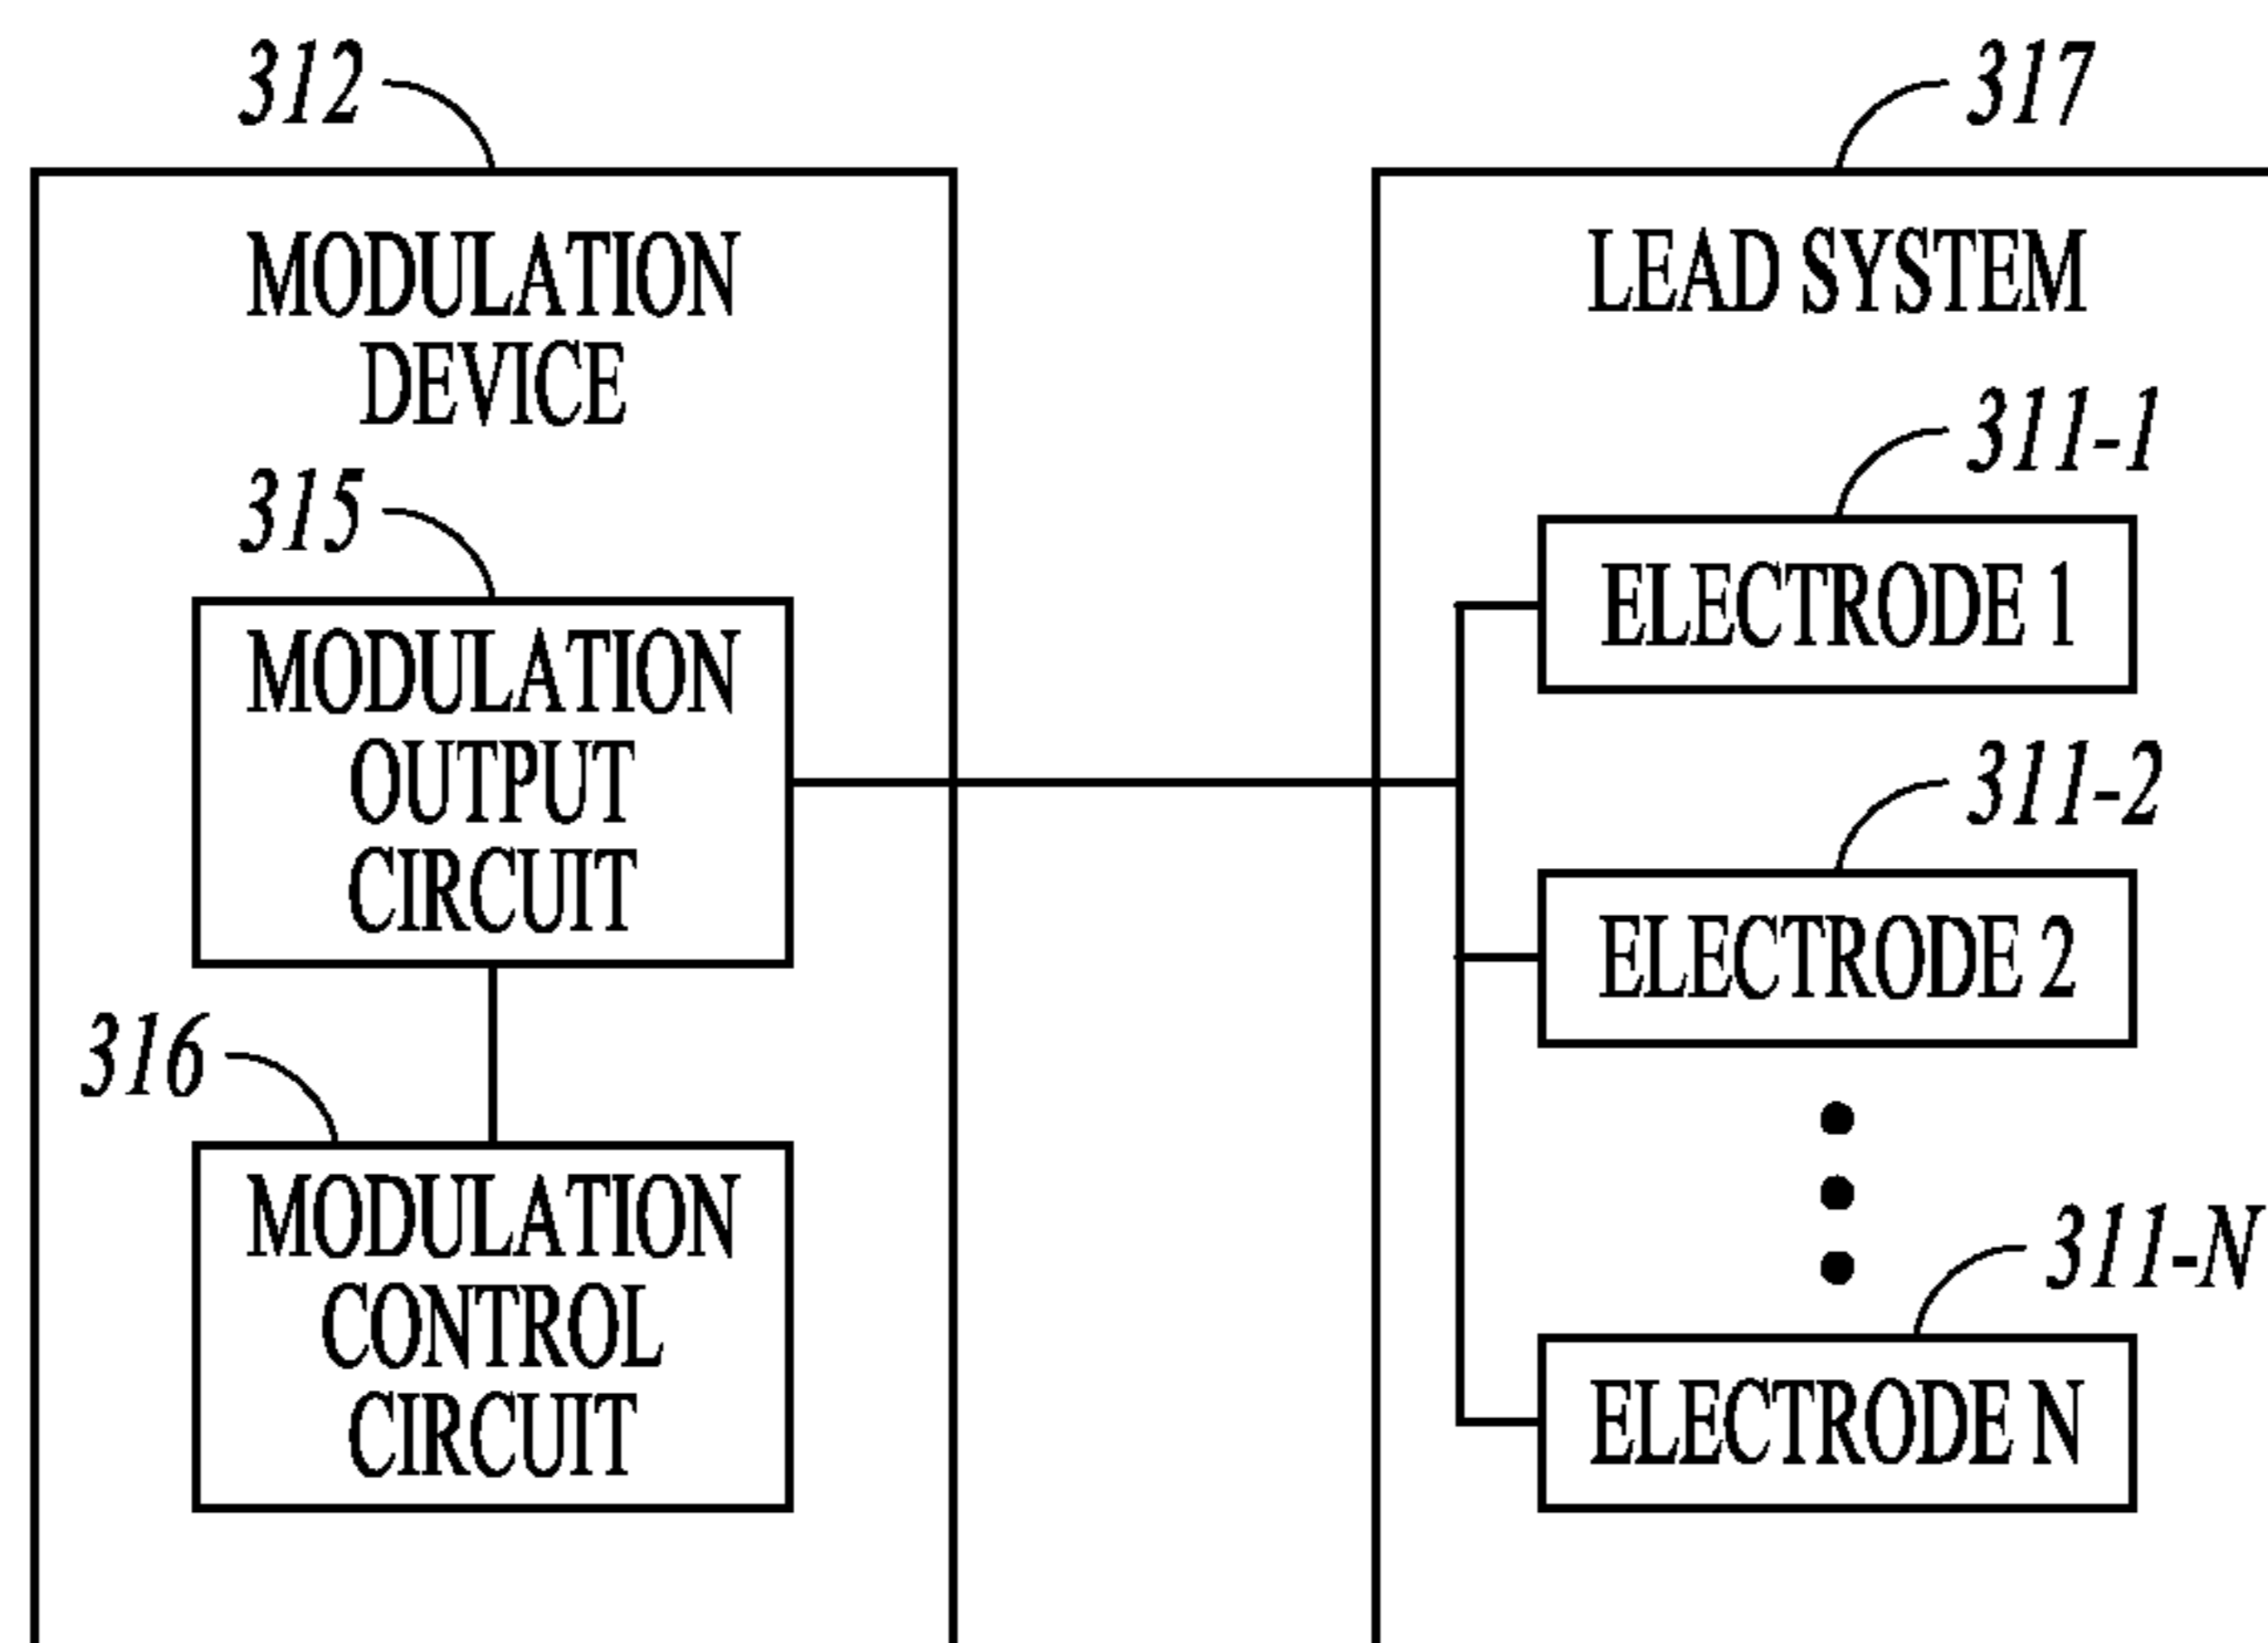 312
MODULATION
DEVICE
315
MODULATION
OUTPUT
CIRCUIT
316
MODULATION
CONTROL
CIRCUIT
317
LEAD SYSTEM
311-1
ELECTRODE 1
311-2
ELECTRODE 2
311-N
ELECTRODE N